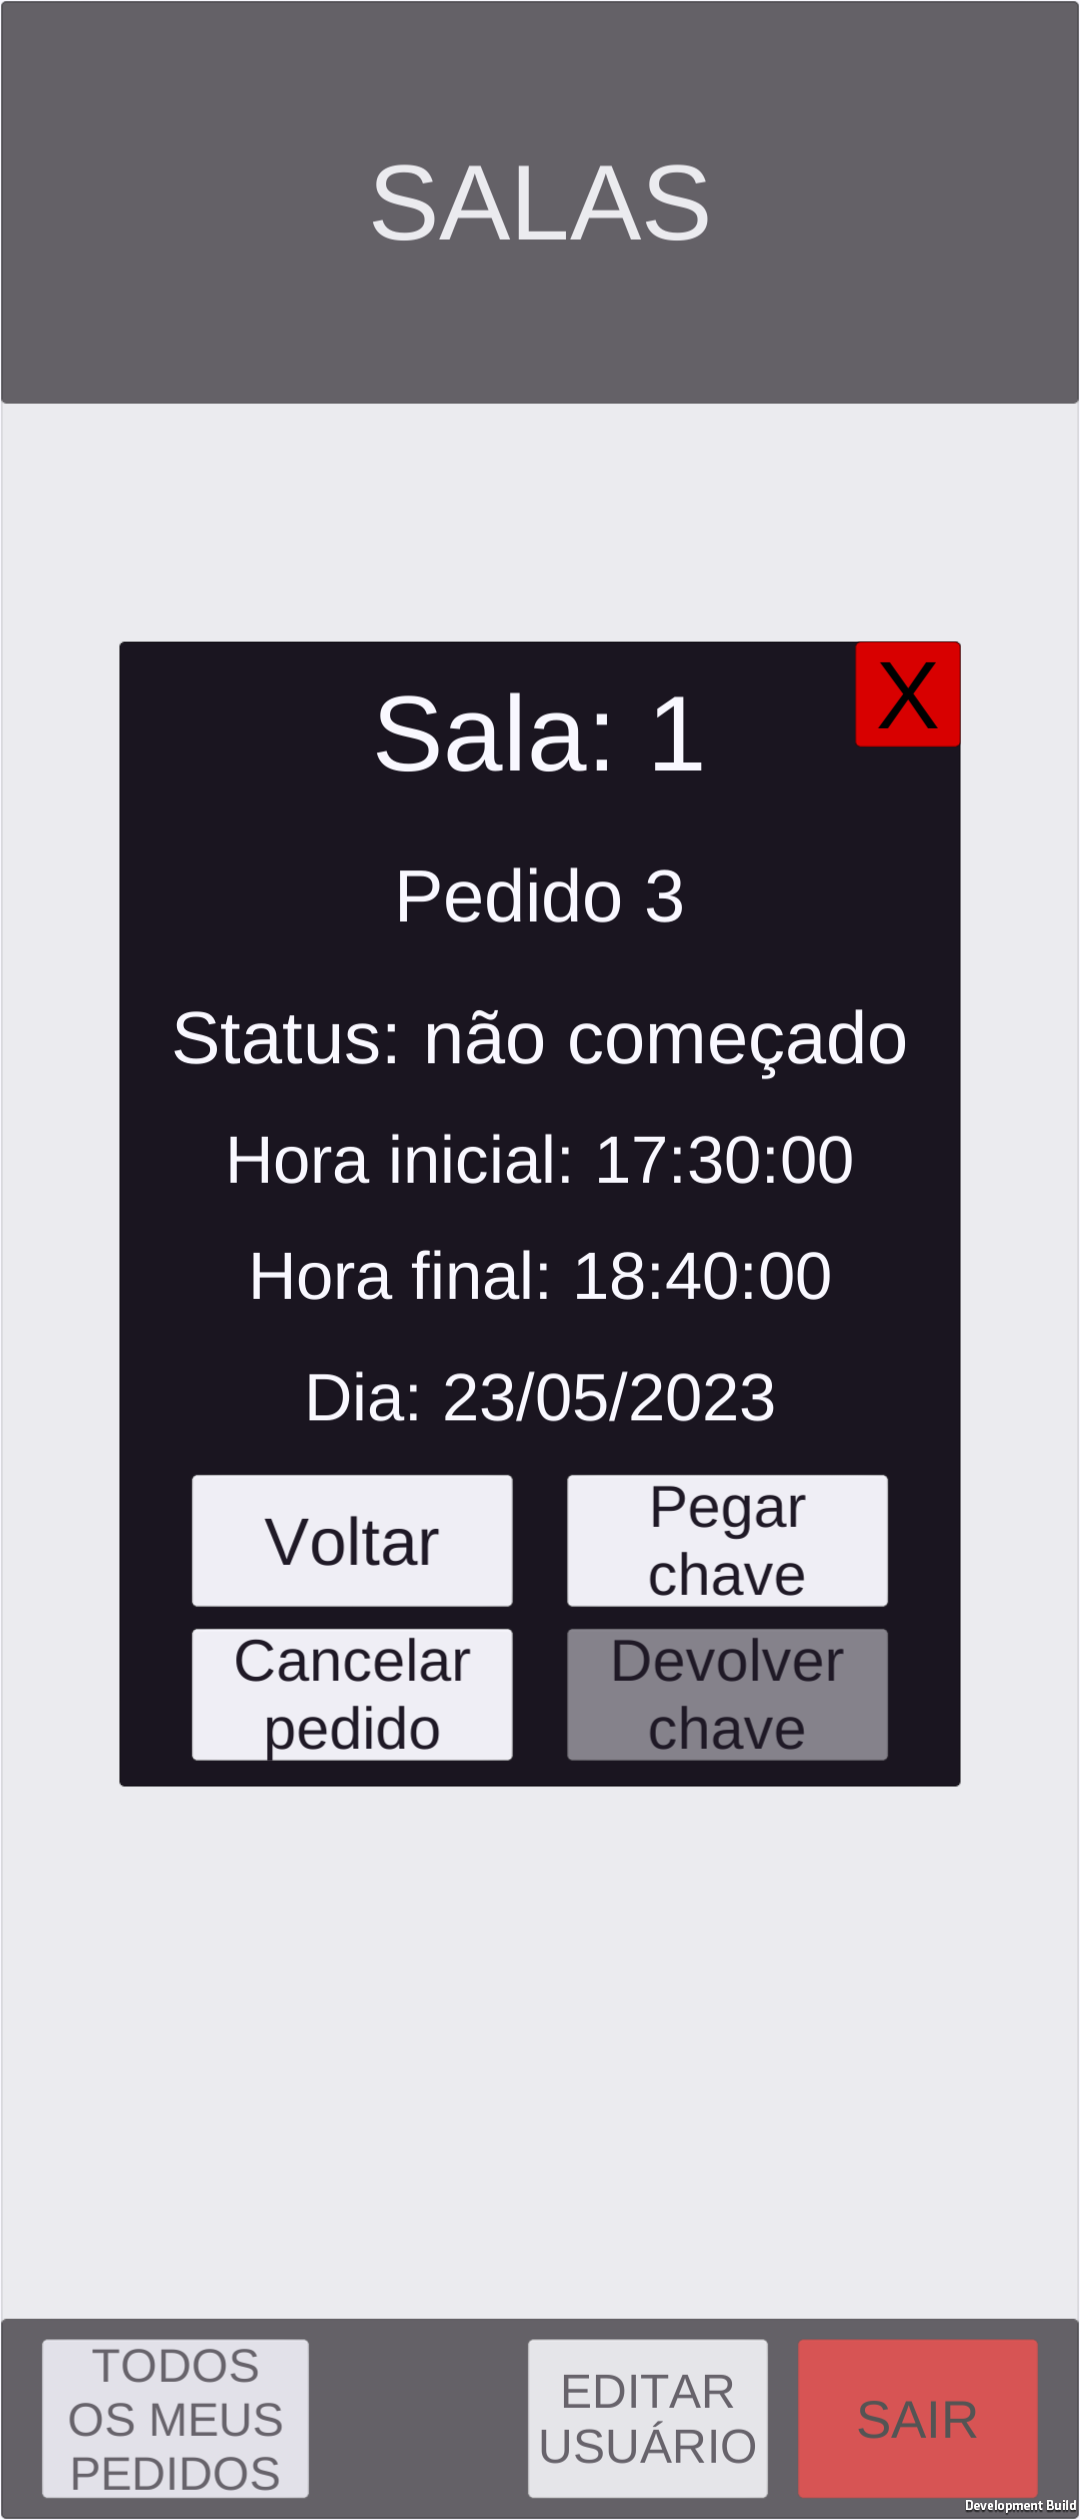 SALAS
X
Sala: 1
Pedido 3
Status: não começado
Hora inicial: 17:30:00
Hora final: 18:40:00
Dia: 23/05/2023
Voltar
Pegar
chave
Cancelar
pedido
Devolver
chave
TODOS
OS MEUS
PEDIDOS
EDITAR
USUÁRIO
SAIR
Development Build